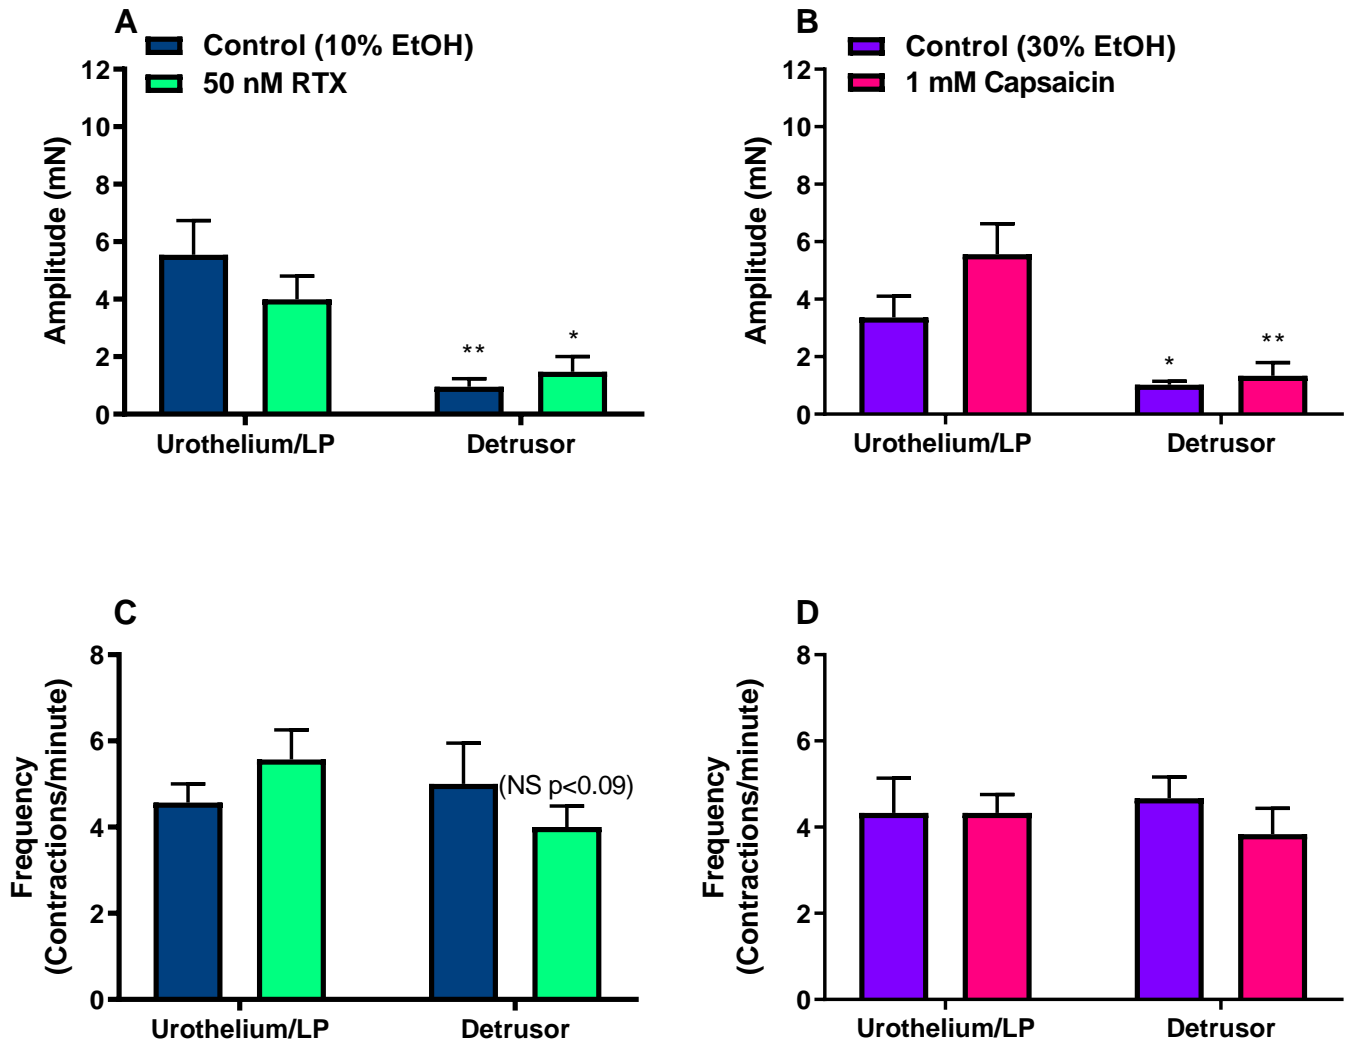 A
Control (10% EtOH)
50 nM RTX
12
10
8
6
4
2
0
Amplitude (mN)
**
*
Urothelium/LP
Detrusor
B
Control (30% EtOH)
1 mM Capsaicin
12
10
8
6
4
2
0
Amplitude (mN)
*
**
Urothelium/LP
Detrusor
C
8
6
4
2
0
Frequency
(Contractions/minute)
(NS p<0.09)
Urothelium/LP
Detrusor
D
8
6
4
2
0
Frequency
(Contractions/minute)
Urothelium/LP
Detrusor